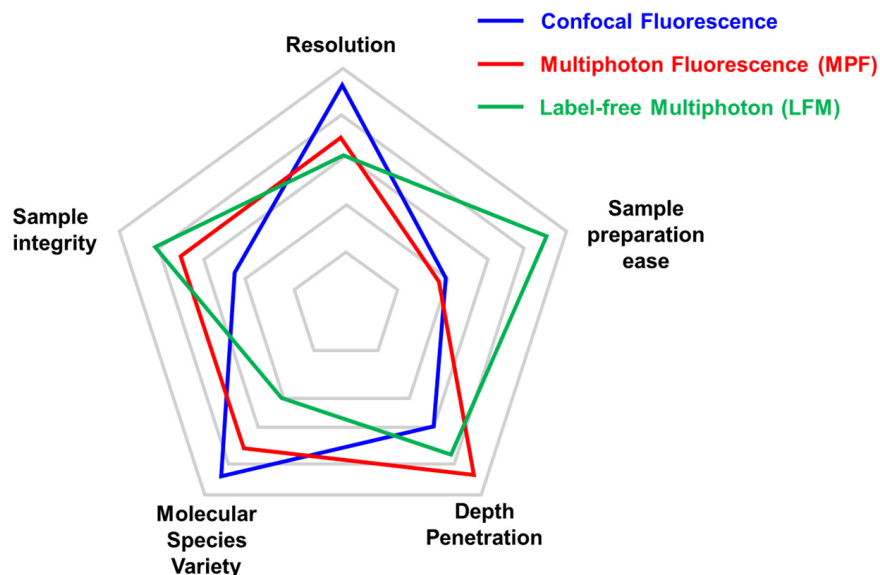 Confocal Fluorescence
Resolution
Multiphoton Fluorescence (MPF)
Label-free Multiphoton (LFM)
Sample
integrity
Sample
preparation
ease
Molecular
Species
Variety
Depth
Penetration